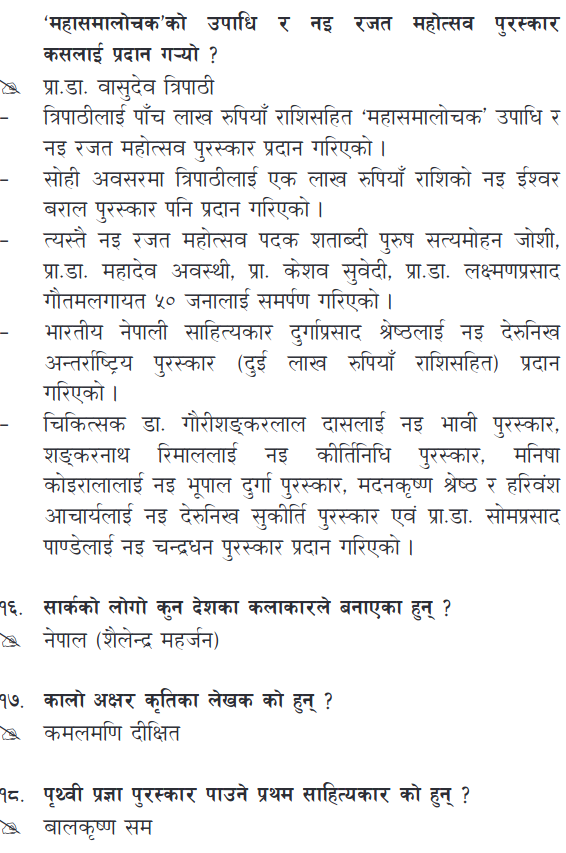 ‘महासमालोचक’को उपाधि र नइ रजत महोत्सव पुरस्कार
कसलाई प्रदान गऱ्यो ?
प्रा.डा. वासुदेव त्रिपाठी
- त्रिपाठीलाई पाँच लाख रुपियाँ राशिसहित ‘महासमालोचक’ उपाधि र
नइ रजत महोत्सव पुरस्कार प्रदान गरिएको ।
- सोही अवसरमा त्रिपाठीलाई एक लाख रुपियाँ राशिको नइ ईश्वर
बराल पुरस्कार पनि प्रदान गरिएको ।
- त्यस्तै नइ रजत महोत्सव पदक शताब्दी पुरुष सत्यमोहन जोशी,
प्रा.डा. महादेव अवस्थी, प्रा. केशव सुवेदी, प्रा.डा. लक्ष्मणप्रसाद
गौतमलगायत ५० जनालाई समर्पण गरिएको ।
- भारतीय नेपाली साहित्यकार दुर्गाप्रसाद श्रेष्ठलाई नइ देरुनिख
अन्तर्राष्ट्रिय पुरस्कार (दुई लाख रुपियाँ राशिसहित) प्रदान
गरिएको ।
- चिकित्सक डा. गौरीशङ्करलाल दासलाई नइ भावी पुरस्कार,
शङ्करनाथ रिमाललाई नइ कीर्तिनिधि पुरस्कार, मनिषा
कोइरालालाई नइ भूपाल दुर्गा पुरस्कार, मदनकृष्ण श्रेष्ठ र हरिवंश
आचार्यलाई नइ देरुनिख सुकीर्ति पुरस्कार एवं प्रा.डा. सोमप्रसाद
पाण्डेलाई नइ चन्द्रधन पुरस्कार प्रदान गरिएको ।
१६. सार्कको लोगो कुन देशका कलाकारले बनाएका हुन् ?
नेपाल (शैलेन्द्र महर्जन)
१७. कालो अक्षर कृतिका लेखक को हुन् ?
कमलमणि दीक्षित
१८. पृथ्वी प्रज्ञा पुरस्कार पाउने प्रथम साहित्यकार को हुन् ?
बालकृष्ण सम